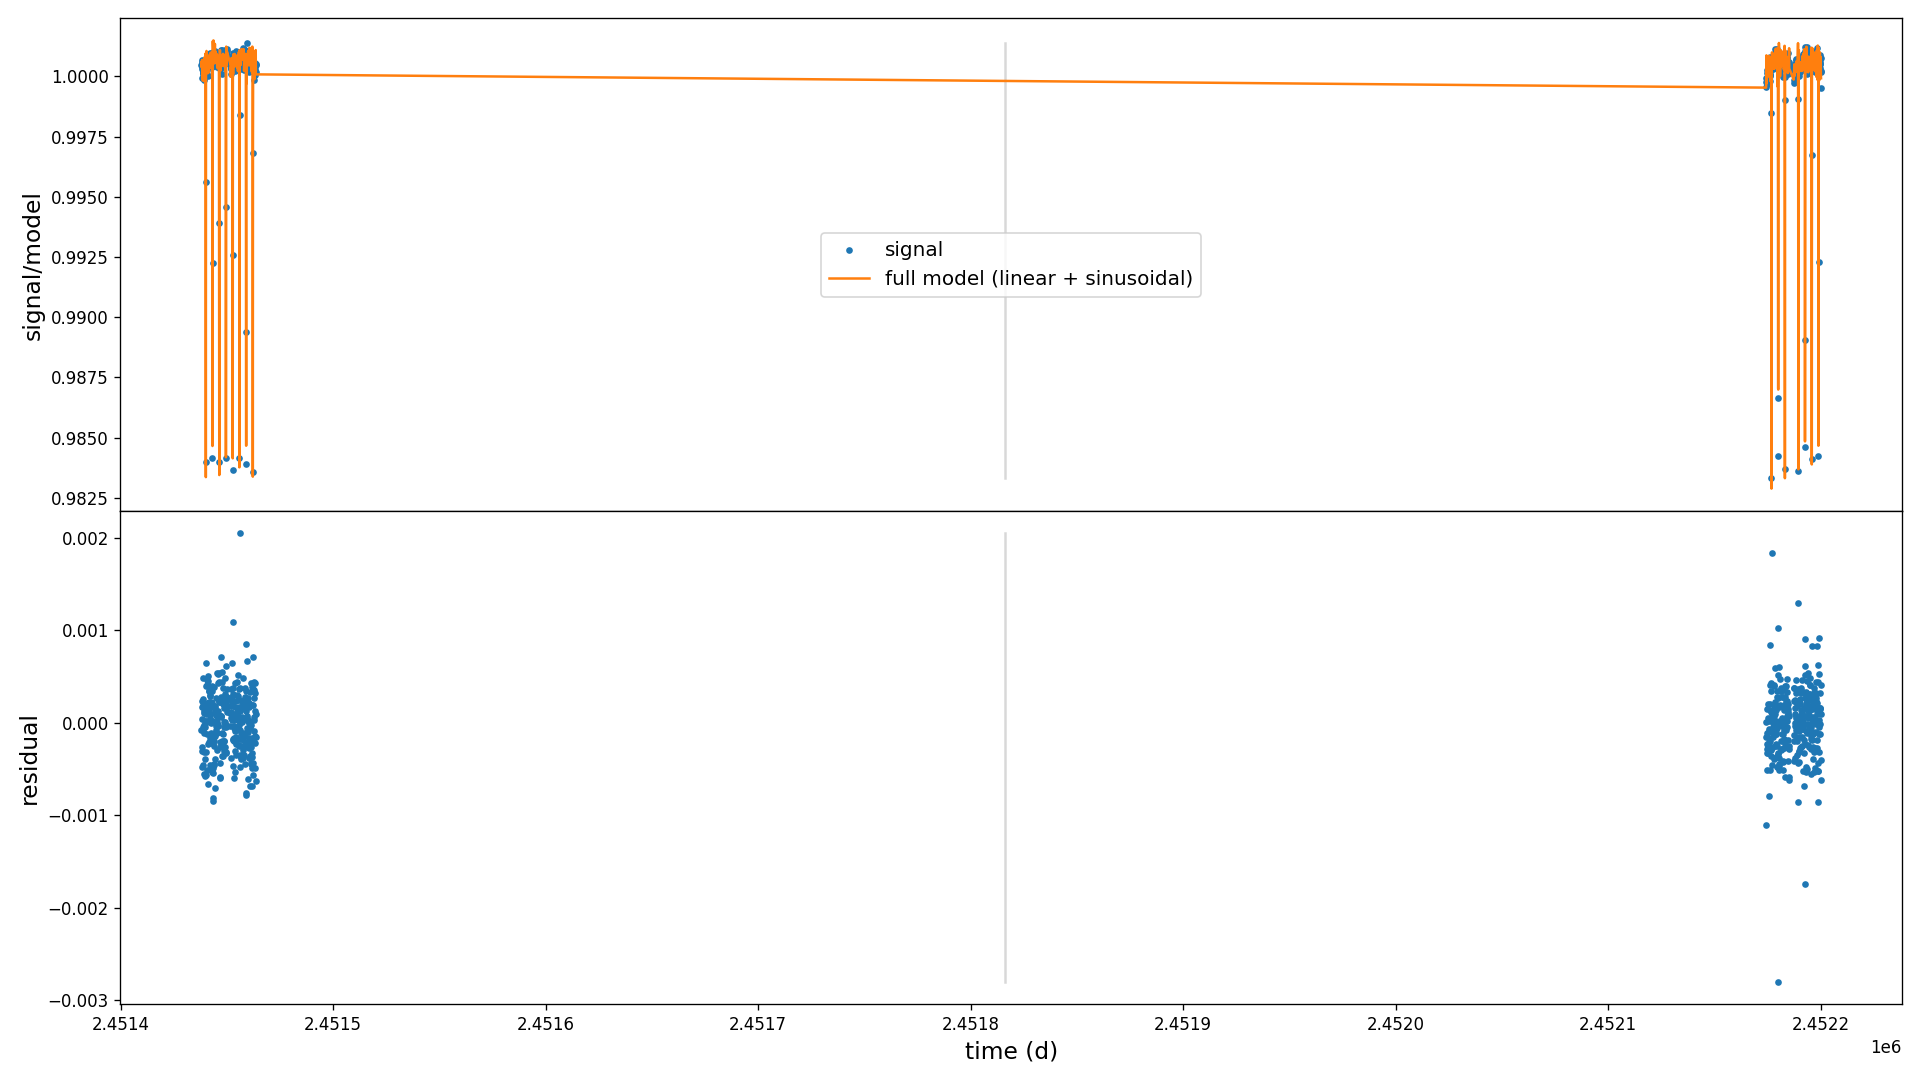 signal/model
1.0000
0.9975
0.9950
0.9925
0.9900
0.9875
0.9850
0.9825
signal
full model (linear + sinusoidal)
residual
0.002
0.001
0.000
−0.001
−0.002
−0.003
2.4514 2.4515 2.4516 2.4517 2.4518 2.4519 2.4520 2.4521 2.4522
time (d)
1e6